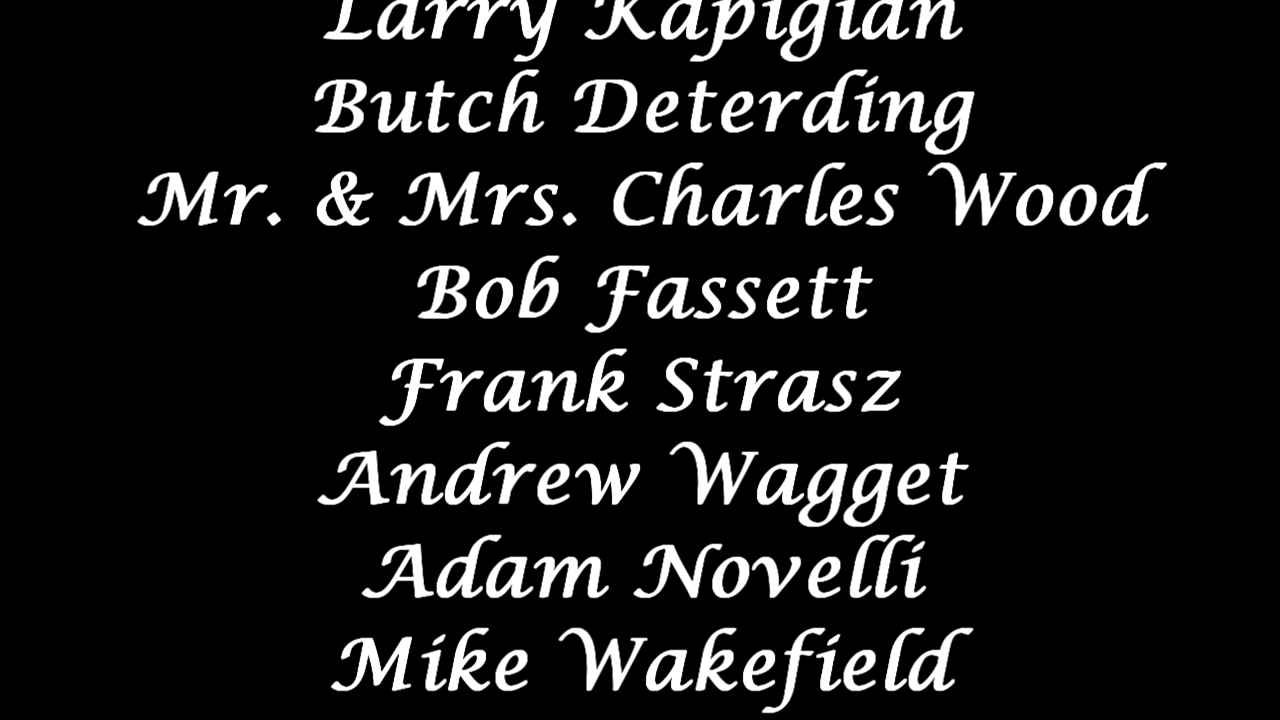 Larry Kapigian
Butch Deterding
Mr. & Mrs. Charles Wood
Bob Fassett
Frank Strasz
Andrew Wagget
Adam Novelli
Mike Wakefield